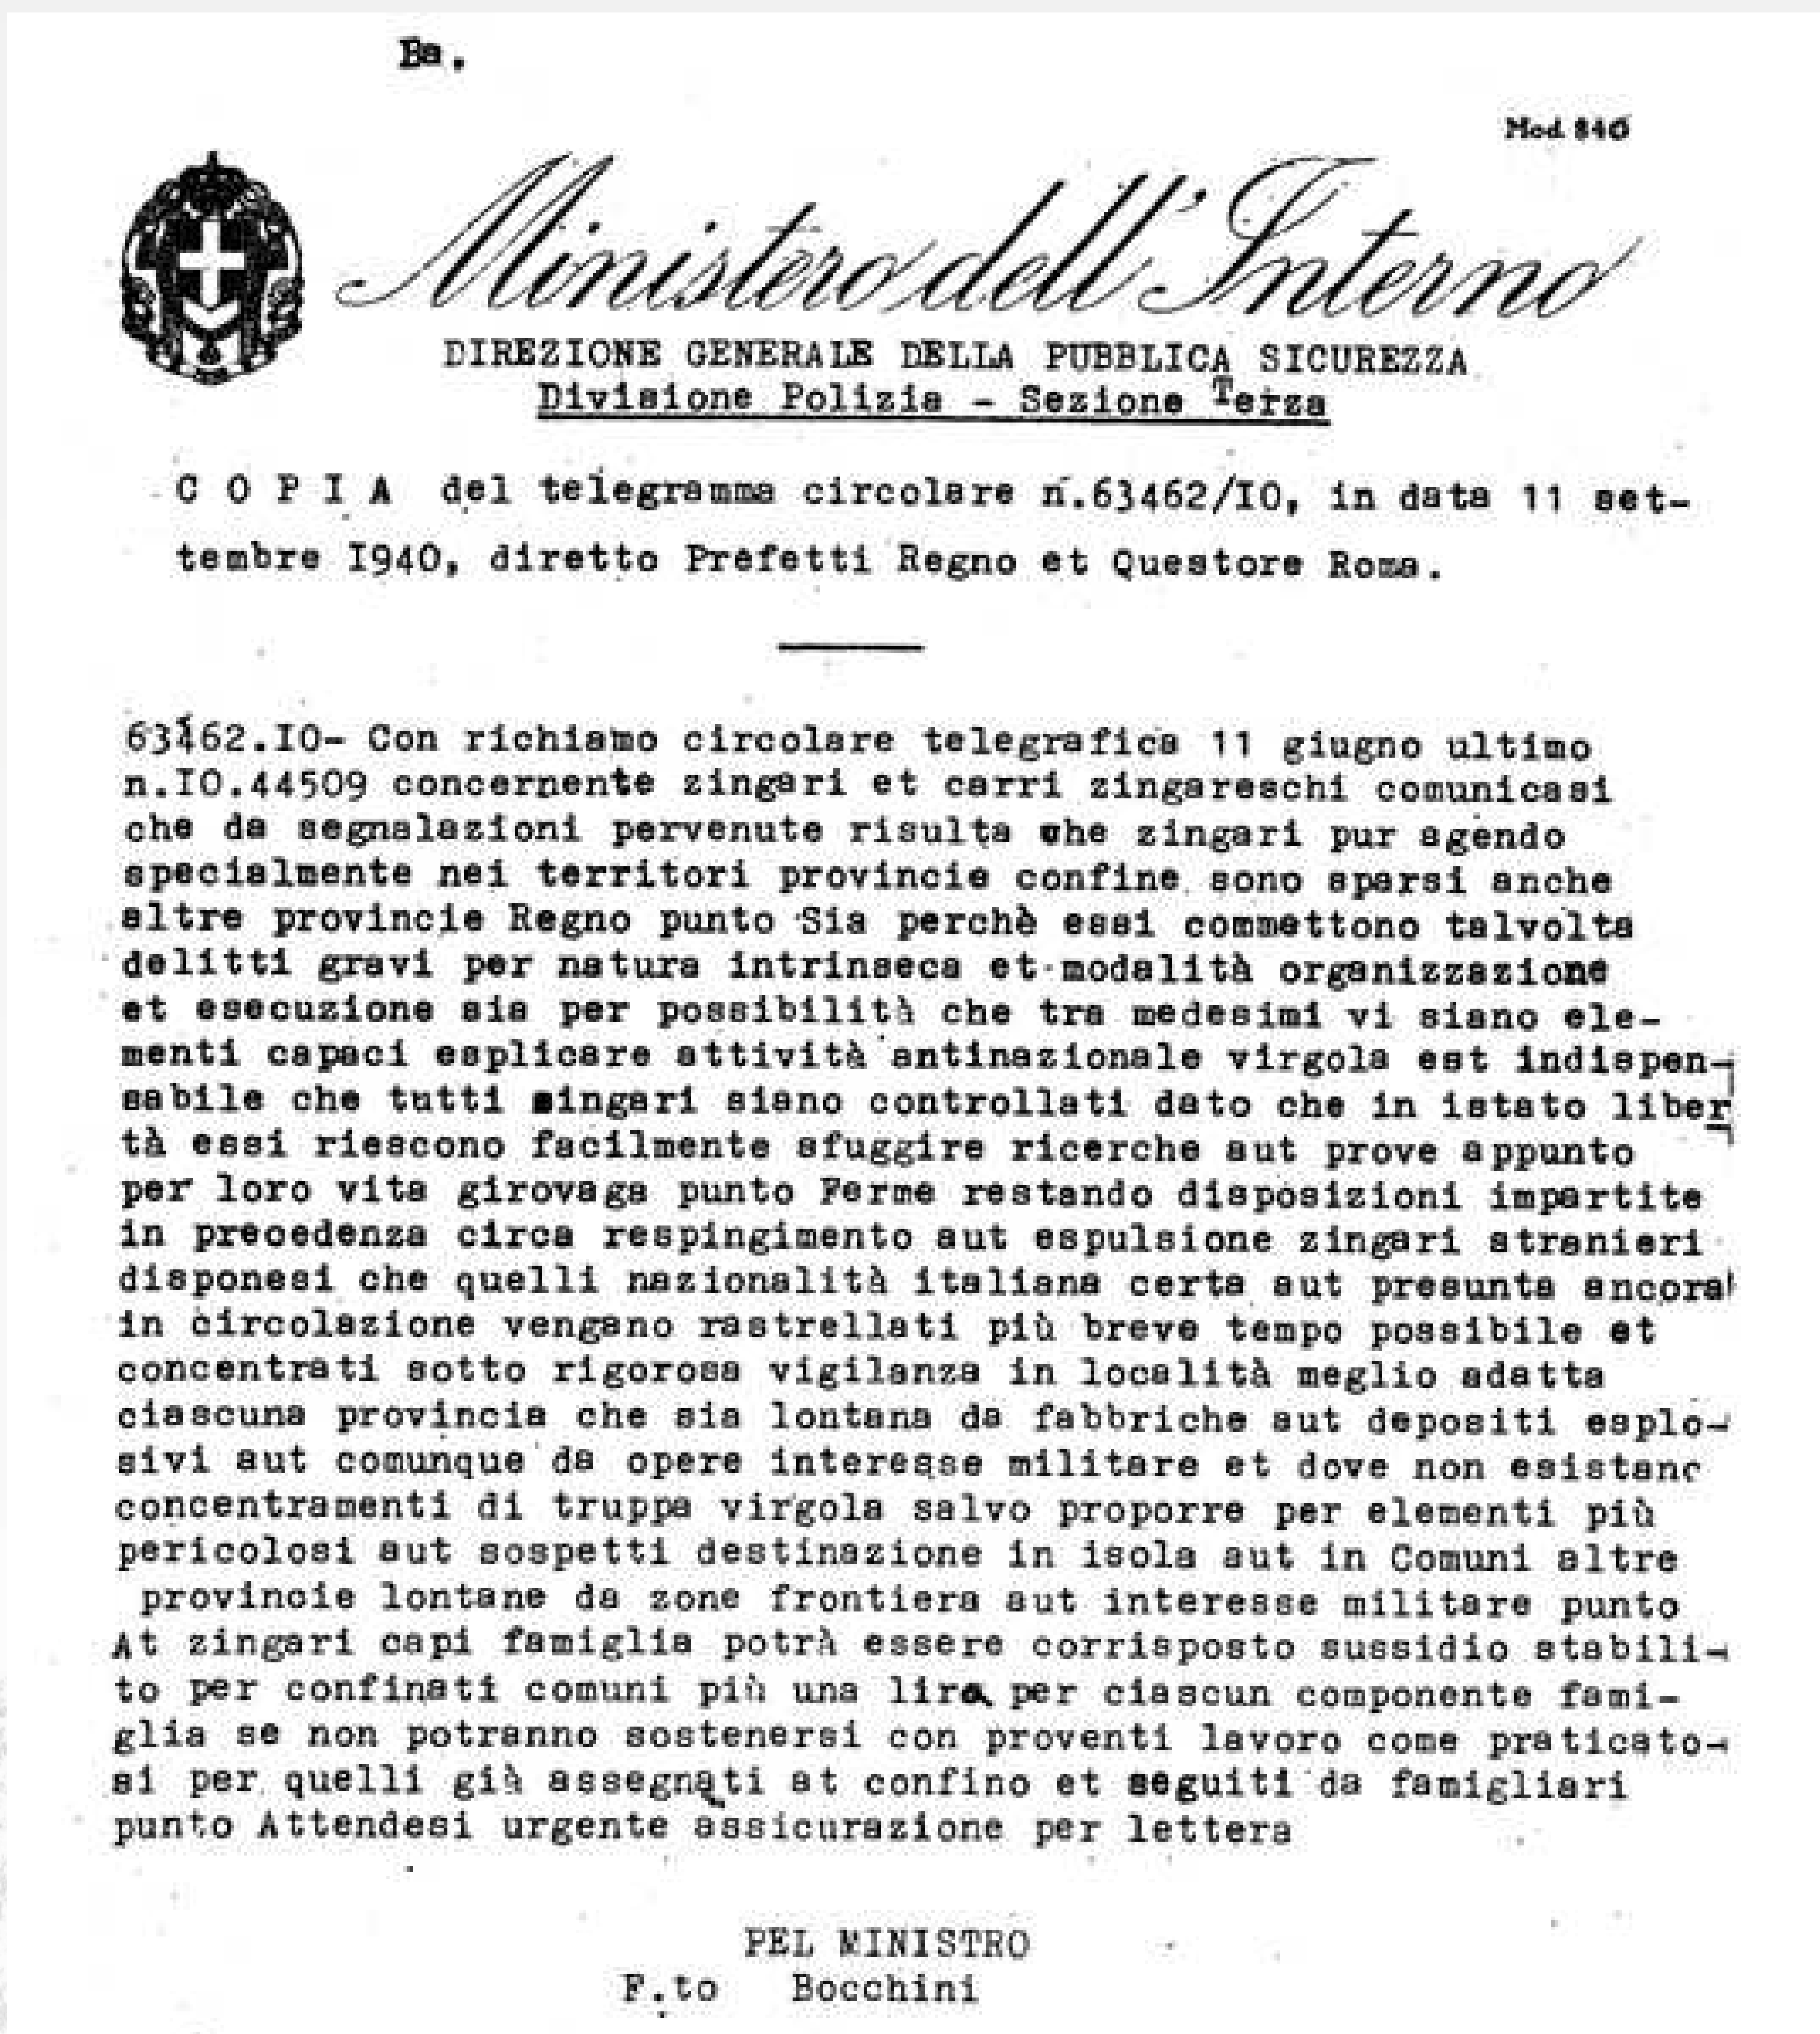 Ba.
Mod. 840
Ministero dell'Interno
DIREZIONE GENERALE DELLA PUBBLICA SICUREZZA
Divisione Polizia - Sezione Terza
C O P I A  del telegramma circolare n.63462/IO, in data 11 set-
tembre I940, diretto Prefetti Regno et Questore Roma.
63462.IO- Con richiamo circolare telegrafica 11 giugno ultimo
n.IO.44509 concernente zingari et carri zingareschi comunicasi
che da segnalazioni pervenute risulta che zingari pur agendo
specialmente nei territori provincie confine sono sparsi anche
altre provincie Regno punto Sia perchè essi commettono talvolta
delitti gravi per natura intrinseca et modalità organizzazione
et esecuzione sia per possibilità che tra medesimi vi siano ele-
menti capaci esplicare attività antinazionale virgola est indispen-
sabile che tutti zingari siano controllati dato che in istato liber
tà essi riescono facilmente sfuggire ricerche aut prove appunto
per loro vita girovaga punto Ferme restando disposizioni impartite
in precedenza circa respingimento aut espulsione zingari stranieri
disponesi che quelli nazionalità italiana certa aut presunta ancora
in circolazione vengano rastrellati più breve tempo possibile et
concentrati sotto rigorosa vigilanza in località meglio adatta
ciascuna provincia che sia lontana da fabbriche aut depositi esplo-
sivi aut comunque da opere interesse militare et dove non esistano
concentramenti di truppa virgola salvo proporre per elementi più
pericolosi aut sospetti destinazione in isola aut in Comuni altre
provincie lontane da zone frontiera aut interesse militare punto
At zingari capi famiglia potrà essere corrisposto sussidio stabili-
to per confinati comuni più una lira per ciascun componente fami-
glia se non potranno sostenersi con proventi lavoro come praticato-
si per quelli già assegnati at confino et seguiti da famigliari
punto Attendesi urgente assicurazione per lettera
PEL MINISTRO
F.to   Bocchini